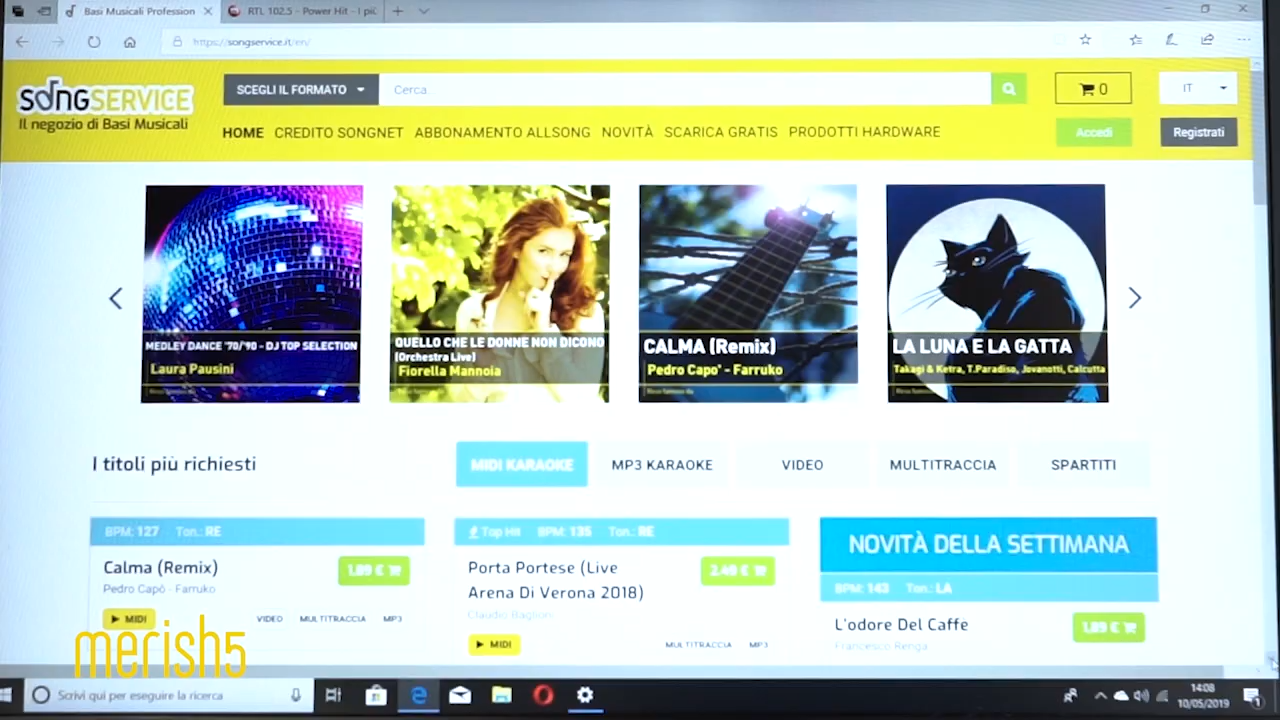 Basi Musicali Profession
RTL 102.5 - Power Hit - I più
https://songservice.it/en/
SONGSERVICE
Il negozio di Basi Musicali
SCEGLI IL FORMATO
Cerca
0
IT
HOME CREDITO SONGNET ABBONAMENTO ALLSONG NOVITÀ SCARICA GRATIS PRODOTTI HARDWARE
Accedi
Registrati
MEDLEY DANCE '70/'90 - DJ TOP SELECTION
Laura Pausini
QUELLO CHE LE DONNE NON DICONO
(Orchestra Live)
Fiorella Mannoia
CALMA (Remix)
Pedro Capo' - Farruko
LA LUNA E LA GATTA
Takagi & Ketra, T.Paradiso, Jovanotti, Calcutta
I titoli più richiesti
MIDI KARAOKE
MP3 KARAOKE
VIDEO
MULTITRACCIA
SPARTITI
BPM: 127 Ton.: RE
Calma (Remix)
1.89 €
Pedro Capò - Farruko
MIDI
VIDEO MULTITRACCIA MP3
Top Hit BPM: 135 Ton.: RE
Porta Portese (Live
Arena Di Verona 2018)
2.49 €
Claudio Baglioni
MIDI
MULTITRACCIA MP3
NOVITÀ DELLA SETTIMANA
BPM: 143 Ton.: LA
L'odore Del Caffe
1.89 €
Francesco Renga
merish5
Scrivi qui per eseguire la ricerca
14:08
10/05/2019